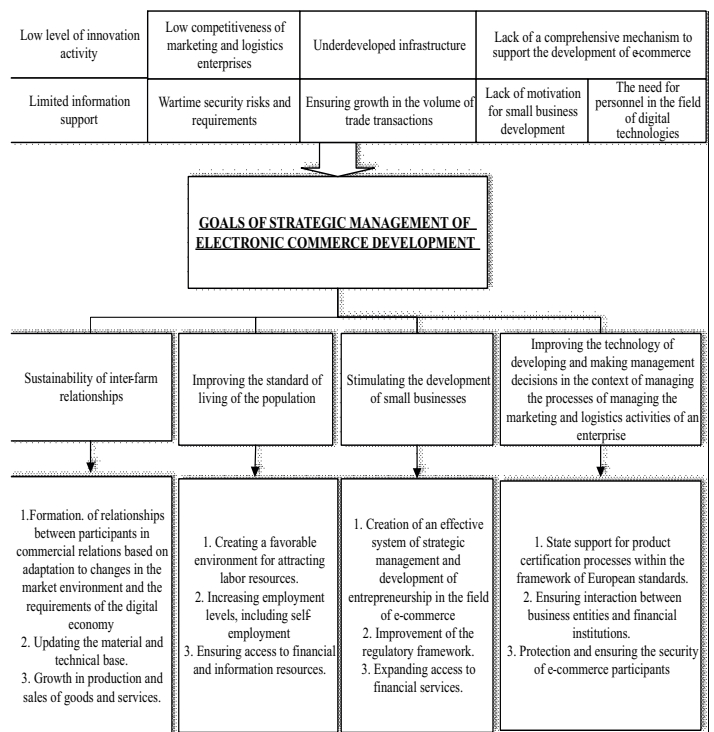 Low level of innovation
activity
Low competitiveness of
marketing and logistics
enterprises
Underdeveloped infrastructure
Lack of a comprehensive mechanism to
support the development of e-commerce
Limited information
support
Wartime security risks and
requirements
Ensuring growth in the volume of
trade transactions
Lack of motivation
for small business
development
The need for
personnel in the field
of digital
technologies
GOALS OF STRATEGIC MANAGEMENT OF
ELECTRONIC COMMERCE DEVELOPMENT
Sustainability of inter-farm
relationships
Improving the standard of
living of the population
Stimulating the development
of small businesses
Improving the technology of
developing and making management
decisions in the context of managing
the processes of managing the
marketing and logistics activities of an
enterprise
1.Formation. of relationships
between participants in
commercial relations based on
adaptation to changes in the
market environment and the
requirements of the digital
economy
2. Updating the material and
technical base.
3. Growth in production and
sales of goods and services.
1. Creating a favorable
environment for attracting
labor resources.
2. Increasing employment
levels, including self-
employment
3. Ensuring access to financial
and information resources.
1. Creation of an effective
system of strategic
management and
development of
entrepreneurship in the field
of e-commerce
2. Improvement of the
regulatory framework.
3. Expanding access to
financial services.
1. State support for product
certification processes within the
framework of European standards.
2. Ensuring interaction between
business entities and financial
institutions.
3. Protection and ensuring the security
of e-commerce participants